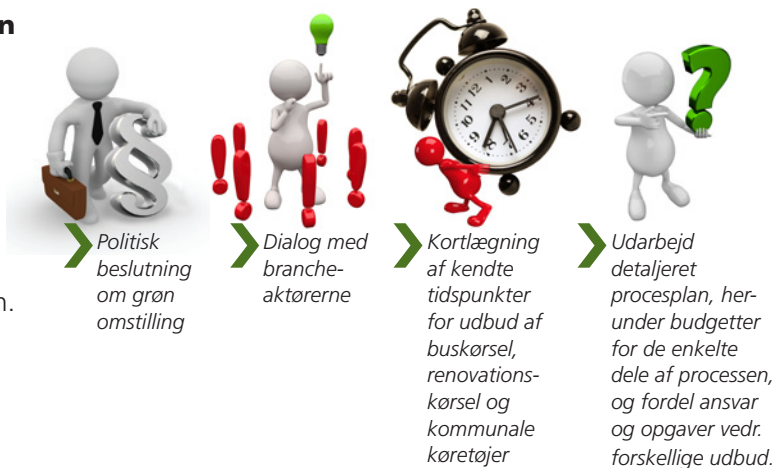 n
n.
Politisk
beslutning
om grøn
omstilling
Dialog med
branche-
aktørerne
Kortlægning
af kendte
tidspunkter
for udbud af
buskørsel,
renovations-
kørsel og
kommunale
køretøjer
Udarbejd
detaljeret
procesplan, her-
under budgetter
for de enkelte
dele af processen,
og fordel ansvar
og opgaver vedr.
forskellige udbud.